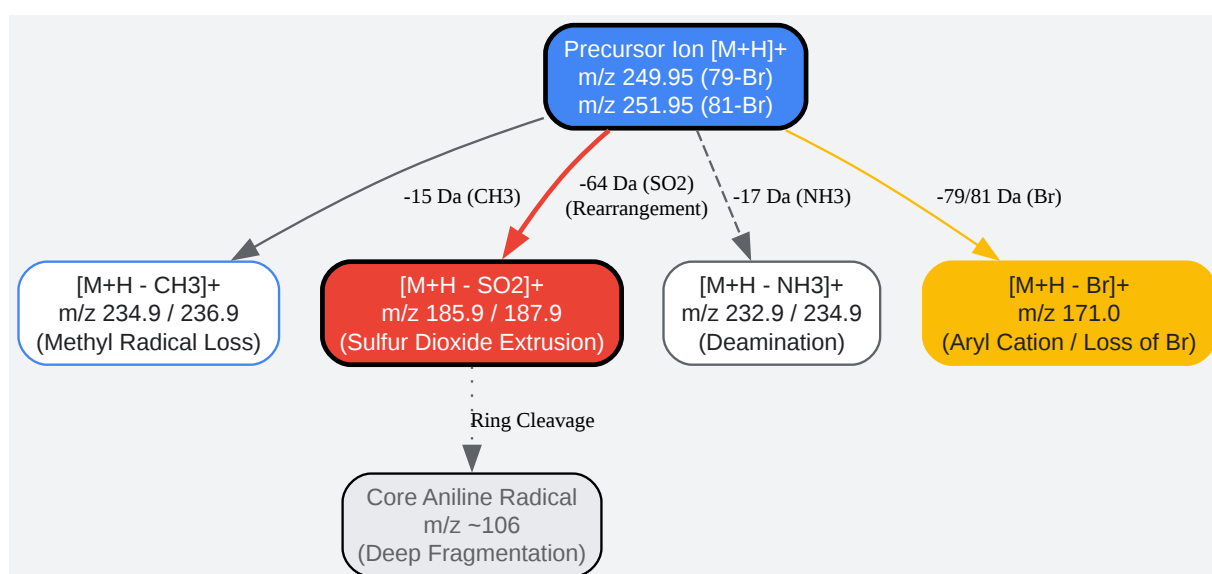 Precursor Ion [M+H]+
m/z 249.95 (79-Br)
m/z 251.95 (81-Br)
-15 Da (CH3)
-64 Da (SO2)
(Rearrangement)
-17 Da (NH3)
-79/81 Da (Br)
[M+H - CH3]+
m/z 234.9 / 236.9
(Methyl Radical Loss)
[M+H - SO2]+
m/z 185.9 / 187.9
(Sulfur Dioxide Extrusion)
[M+H - NH3]+
m/z 232.9 / 234.9
(Deamination)
[M+H - Br]+
m/z 171.0
(Aryl Cation / Loss of Br)
Ring Cleavage
Core Aniline Radical
m/z ~106
(Deep Fragmentation)